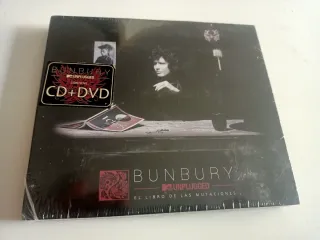 BUNBURY
MTV UNPLUGGED
CD+DVD
BUNBURY
MTV UNPLUGGED
EL LIBRO DE LAS MUTACIONES